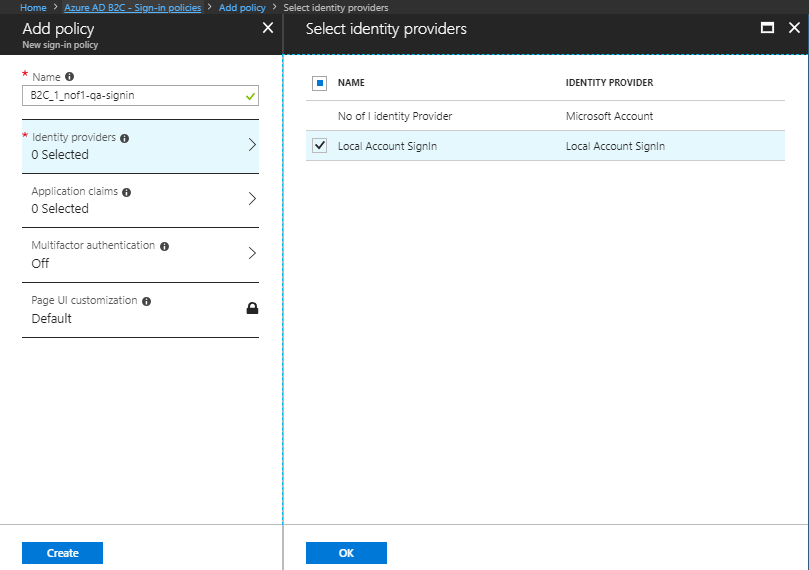 Home > Azure AD B2C - Sign-in policies > Add policy > Select identity providers
Add policy
New sign-in policy
* Name
B2C_1_nof1-qa-signin
* Identity providers
0 Selected
Application claims
0 Selected
Multifactor authentication
Off
Page UI customization
Default
Create
Select identity providers
NAME IDENTITY PROVIDER
No of I identity Provider Microsoft Account
Local Account SignIn Local Account SignIn
OK